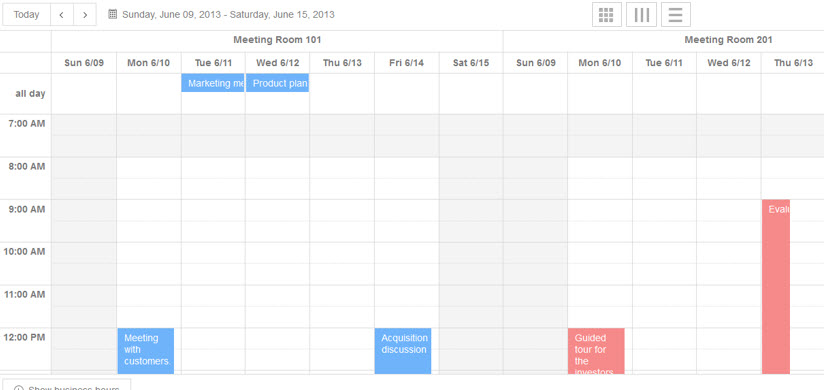 Today Sunday, June 09, 2013 - Saturday, June 15, 2013
Meeting Room 101 Meeting Room 201
Sun 6/09 Mon 6/10 Tue 6/11 Wed 6/12 Thu 6/13 Fri 6/14 Sat 6/15 Sun 6/09 Mon 6/10 Tue 6/11 Wed 6/12 Thu 6/13
all day Marketing me Product plan
7:00 AM
8:00 AM
9:00 AM Evalu
10:00 AM
11:00 AM
12:00 PM Meeting Acquisition Guided
with discussion tour for
customers the
investors
Show business hours